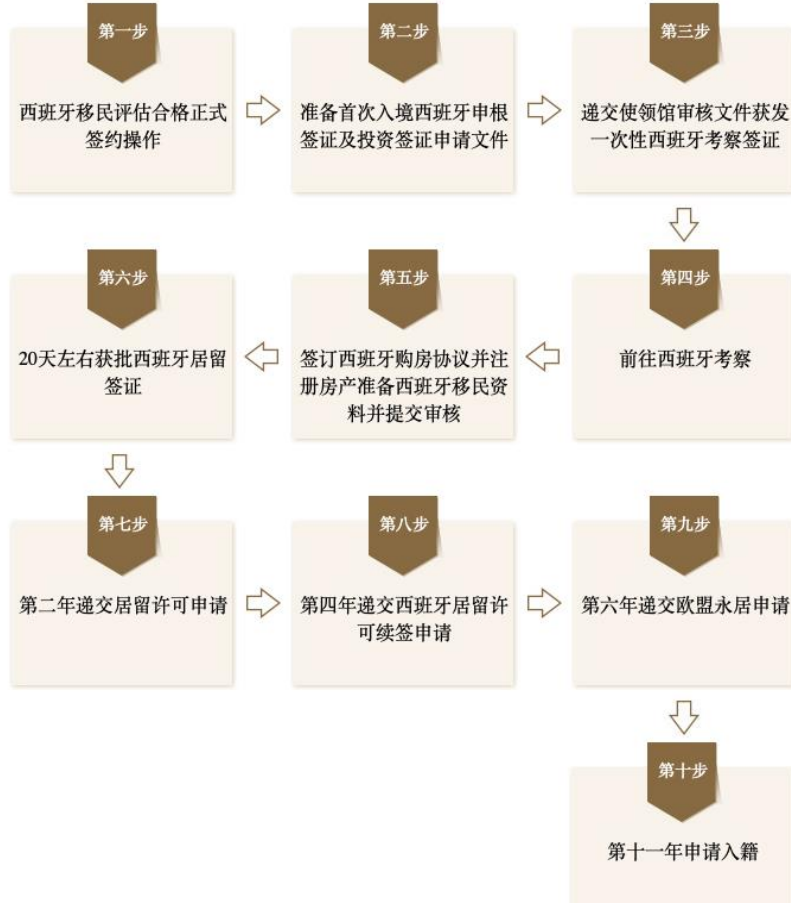 第一步
西班牙移民评估合格正式
签约操作
第二步
准备首次入境西班牙申根
签证及投资签证申请文件
第三步
递交使领馆审核文件获发
一次性西班牙考察签证
第四步
前往西班牙考察
第五步
签订西班牙购房协议并注
册房产准备西班牙移民资
料并提交审核
第六步
20天左右获批西班牙居留
签证
第七步
第二年递交居留许可申请
第八步
第四年递交西班牙居留许
可续签申请
第九步
第六年递交欧盟永居申请
第十步
第十一年申请入籍